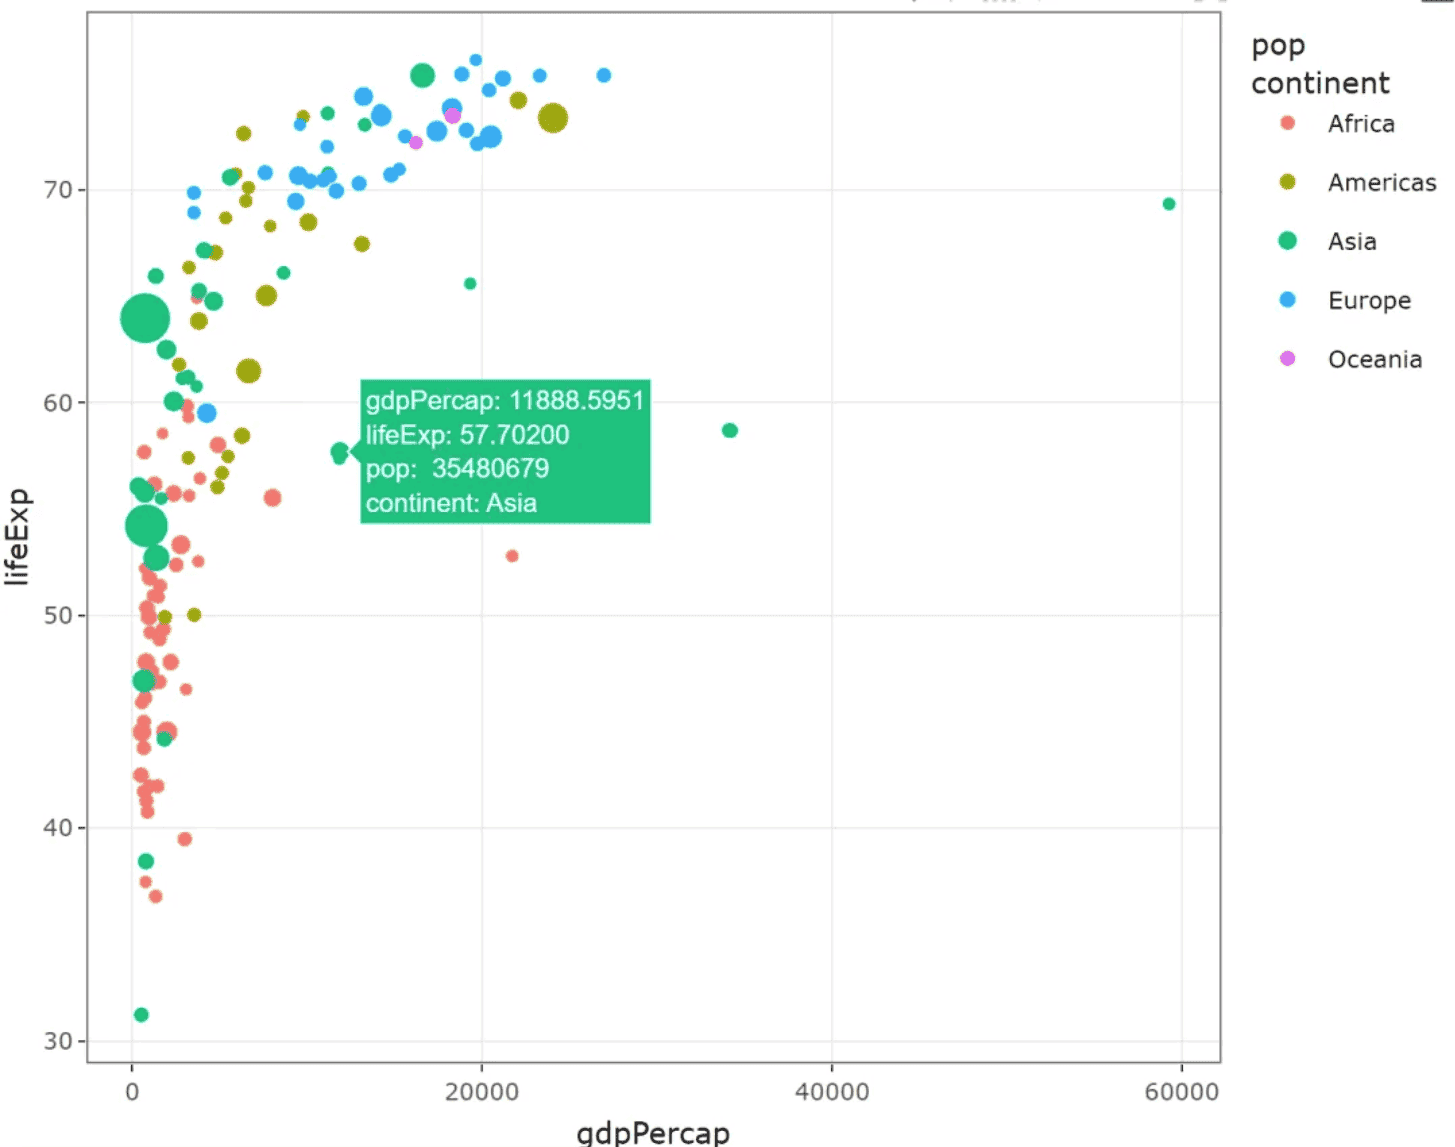 pop
continent
Africa
Americas
Asia
Europe
Oceania
lifeExp
70
60
50
40
30
gdpPercap: 11888.5951
lifeExp: 57.70200
pop:  35480679
continent: Asia
0
20000
40000
60000
gdpPercap